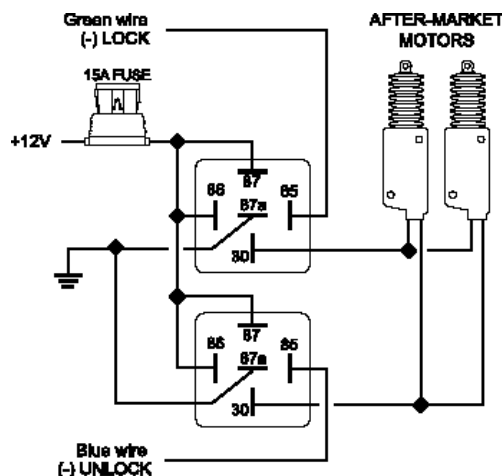 Green wire
(-) LOCK
AFTER-MARKET
MOTORS
15A FUSE
+12V
87
86
87a
85
30
87
86
87a
85
30
Blue wire
(-) UNLOCK